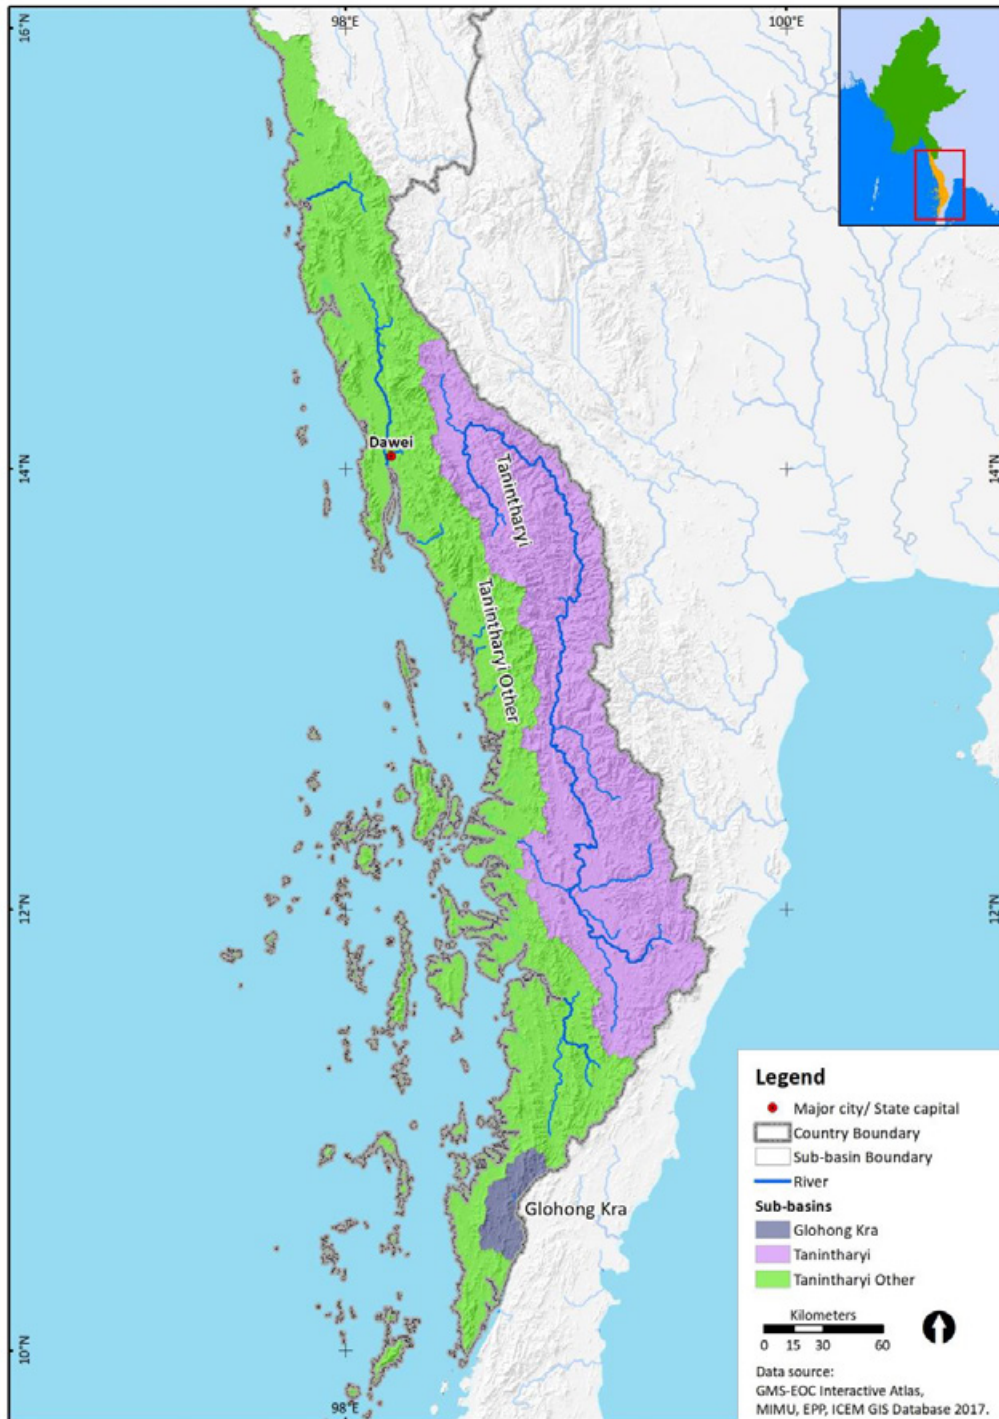 98°E
100°E
16°N
Dawei
14°N
14°N
Tanintharyi
Tanintharyi Other
12°N
12°N
Glohong Kra
10°N
98°E
Legend
Major city/ State capital
Country Boundary
Sub-basin Boundary
River
Sub-basins
Glohong Kra
Tanintharyi
Tanintharyi Other
Kilometers
0 15 30 60
Data source:
GMS-EOC Interactive Atlas,
MIMU, EPP, ICEM GIS Database 2017.